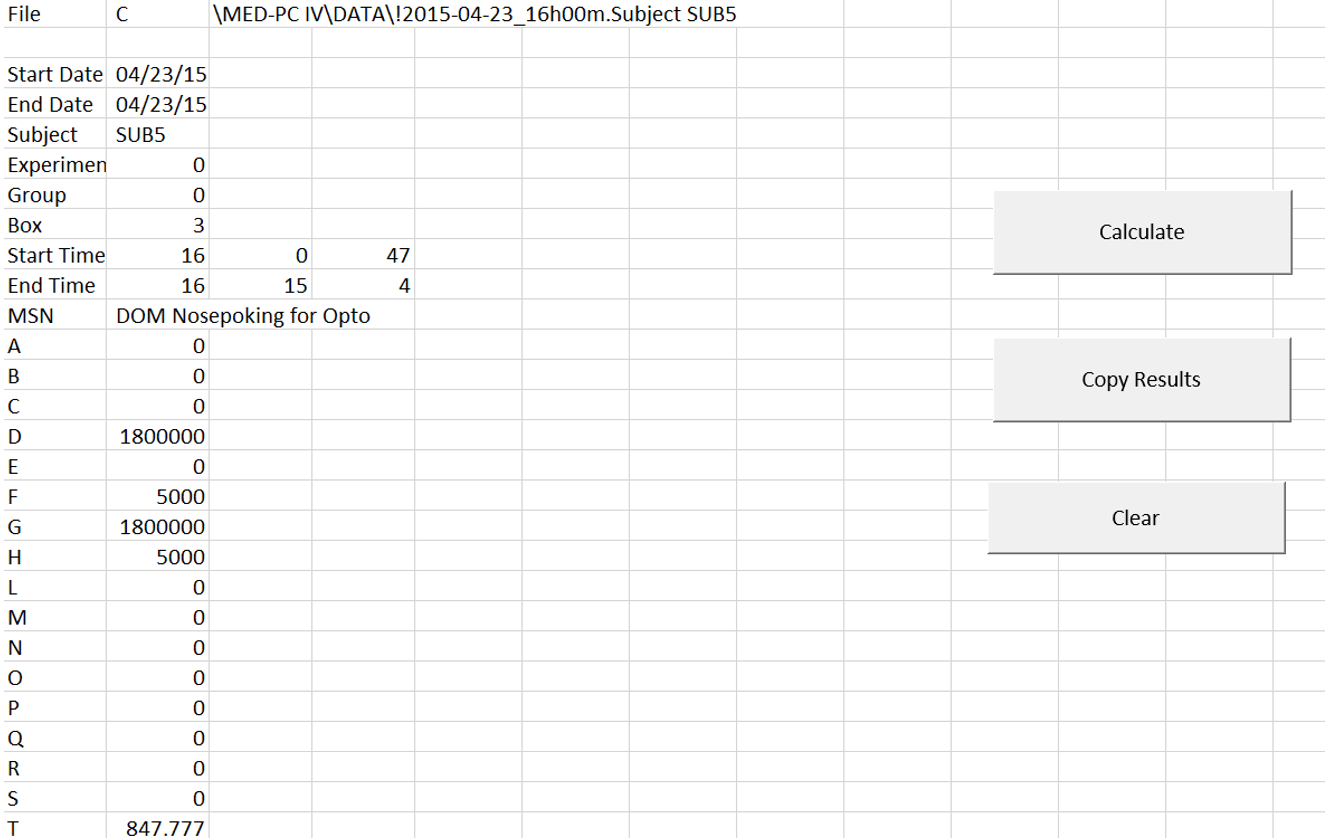 File C \MED-PC IV\DATA\!2015-04-23_16h00m.Subject SUB5
Start Date 04/23/15
End Date 04/23/15
Subject SUB5
Experimen 0
Group 0
Box 3
Start Time 16 0 47
End Time 16 15 4
MSN DOM Nosepoking for Opto
A 0
B 0
C 0
D 1800000
E 0
F 5000
G 1800000
H 5000
L 0
M 0
N 0
O 0
P 0
Q 0
R 0
S 0
T 847.777
Calculate
Copy Results
Clear